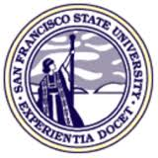 SAN FRANCISCO STATE UNIVERSITY
EXPERIENTIA DOCET